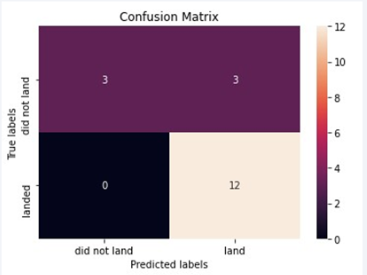 Confusion Matrix
12
10
8
6
4
2
0
True labels
did not land
landed
3
3
0
12
did not land
land
Predicted labels